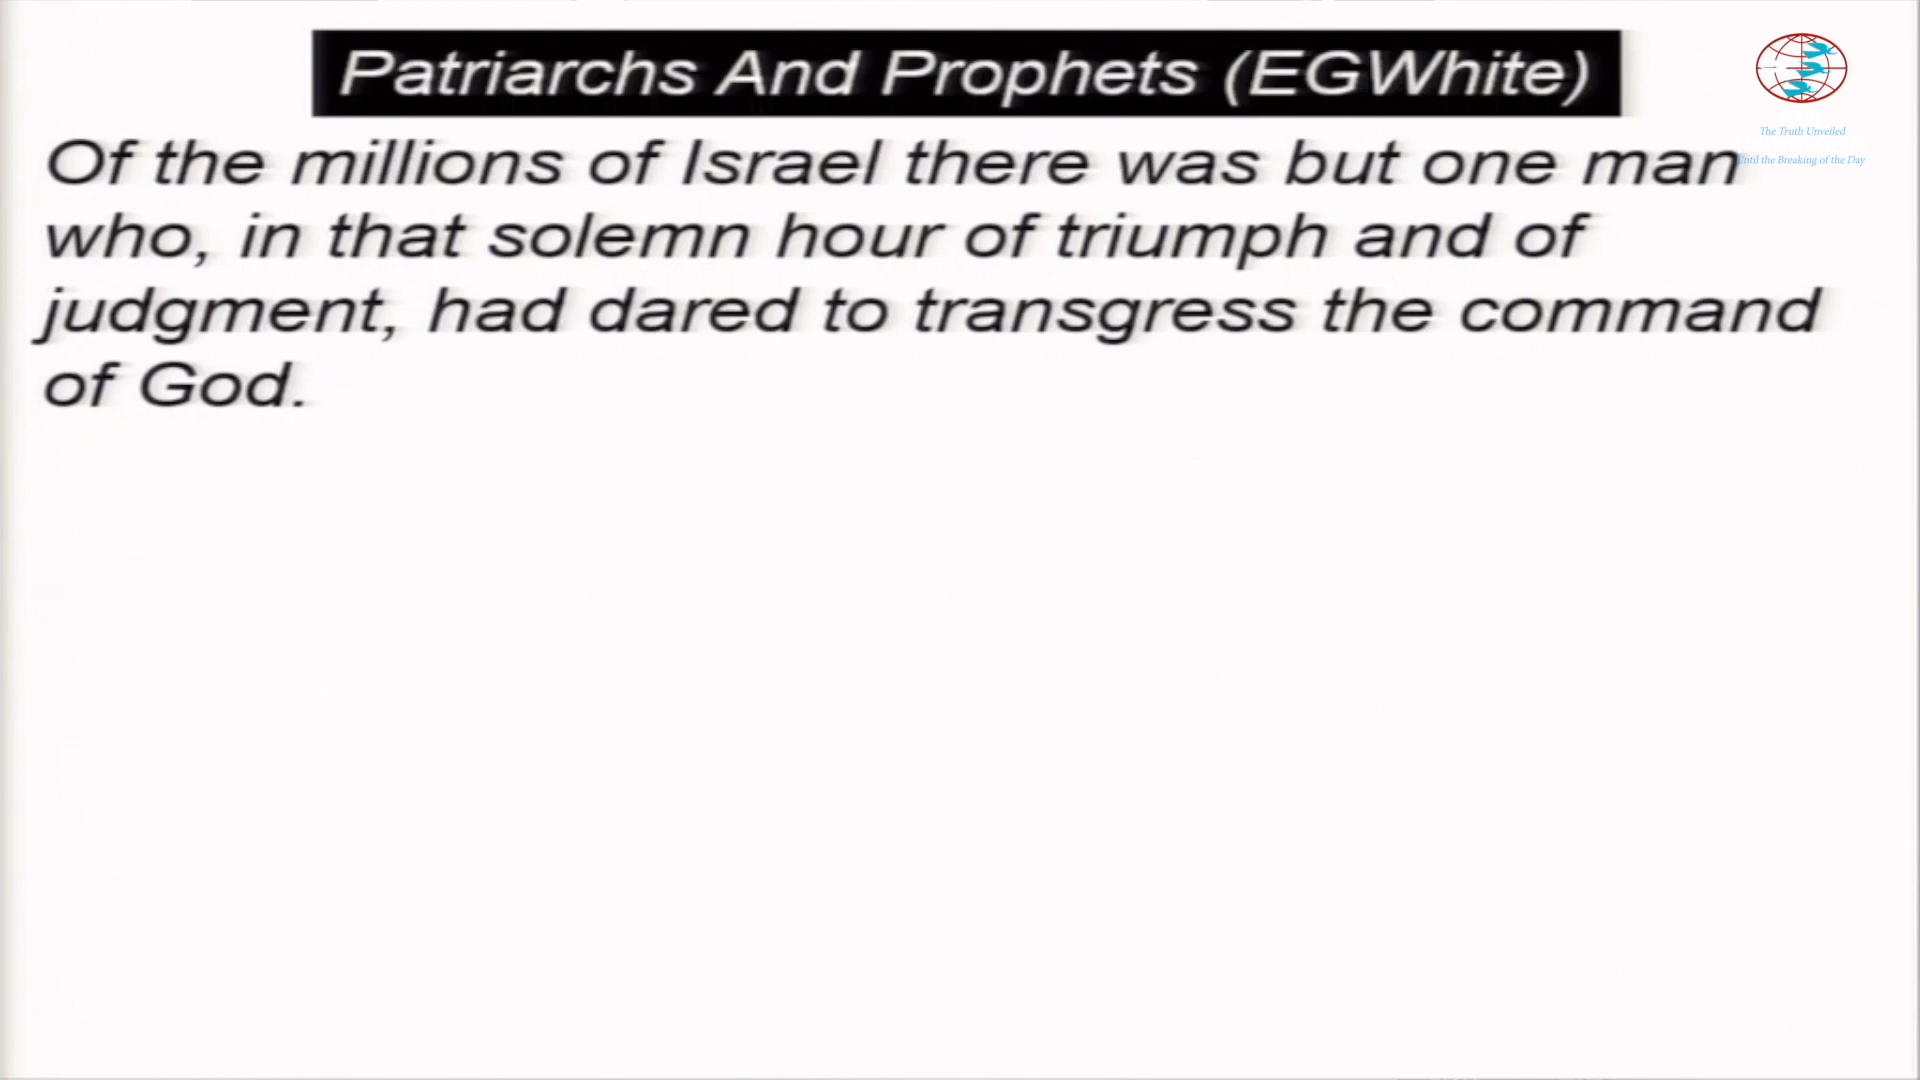 Patriarchs And Prophets (EGWhite)
Of the millions of Israel there was but one man
who, in that solemn hour of triumph and of
judgment, had dared to transgress the command
of God.
The Truth Unveiled
Until the Breaking of the Day